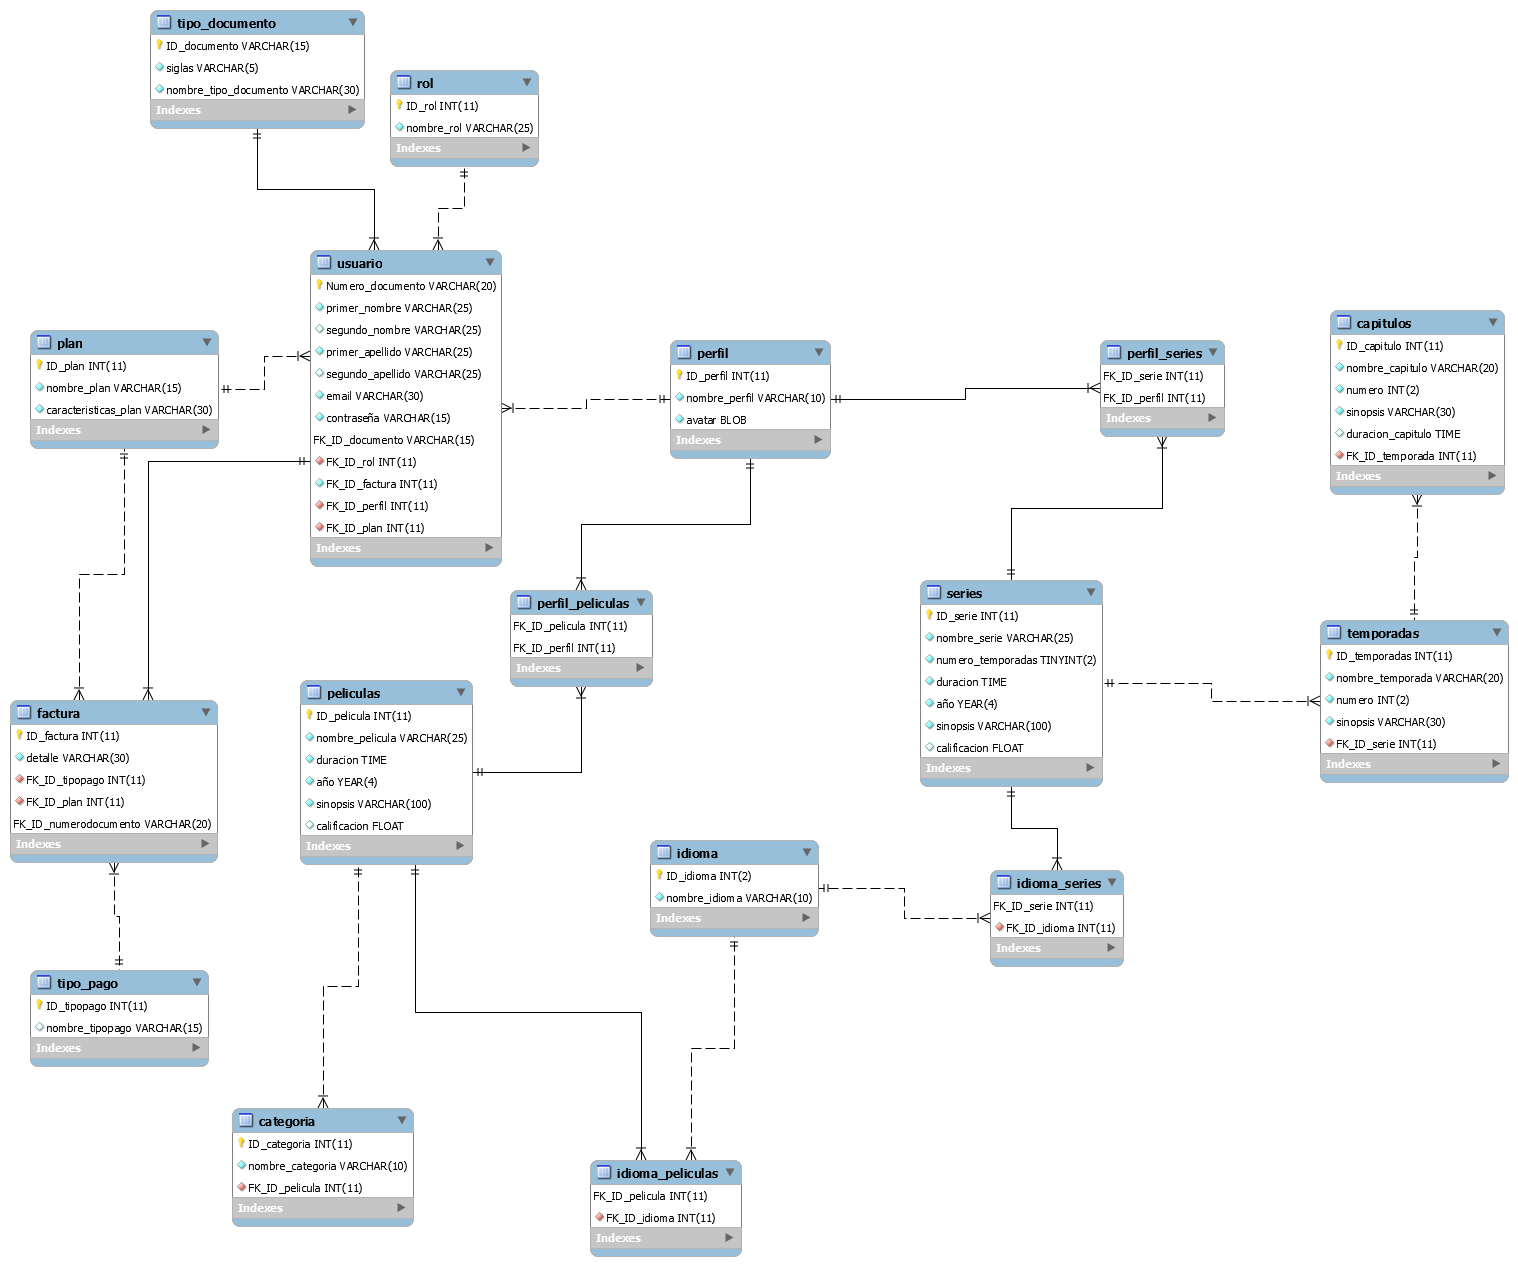 tipo_documento
ID_documento VARCHAR(15)
siglas VARCHAR(5)
nombre_tipo_documento VARCHAR(30)
Indexes
rol
ID_rol INT(11)
nombre_rol VARCHAR(25)
Indexes
usuario
Numero_documento VARCHAR(20)
primer_nombre VARCHAR(25)
segundo_nombre VARCHAR(25)
primer_apellido VARCHAR(25)
segundo_apellido VARCHAR(25)
email VARCHAR(30)
contraseña VARCHAR(15)
FK_ID_documento VARCHAR(15)
FK_ID_rol INT(11)
FK_ID_factura INT(11)
FK_ID_perfil INT(11)
FK_ID_plan INT(11)
Indexes
plan
ID_plan INT(11)
nombre_plan VARCHAR(15)
caracteristicas_plan VARCHAR(30)
Indexes
perfil
ID_perfil INT(11)
nombre_perfil VARCHAR(10)
avatar BLOB
Indexes
perfil_series
FK_ID_serie INT(11)
FK_ID_perfil INT(11)
Indexes
capitulos
ID_capitulo INT(11)
nombre_capitulo VARCHAR(20)
numero INT(2)
sinopsis VARCHAR(30)
duracion_capitulo TIME
FK_ID_temporada INT(11)
Indexes
perfil_peliculas
FK_ID_pelicula INT(11)
FK_ID_perfil INT(11)
Indexes
series
ID_serie INT(11)
nombre_serie VARCHAR(25)
numero_temporadas TINYINT(2)
duracion TIME
año YEAR(4)
sinopsis VARCHAR(100)
calificacion FLOAT
Indexes
temporadas
ID_temporadas INT(11)
nombre_temporada VARCHAR(20)
numero INT(2)
sinopsis VARCHAR(30)
FK_ID_serie INT(11)
Indexes
factura
ID_factura INT(11)
detalle VARCHAR(30)
FK_ID_tipopago INT(11)
FK_ID_plan INT(11)
FK_ID_numerodocumento VARCHAR(20)
Indexes
peliculas
ID_pelicula INT(11)
nombre_pelicula VARCHAR(25)
duracion TIME
año YEAR(4)
sinopsis VARCHAR(100)
calificacion FLOAT
Indexes
idioma
ID_idioma INT(2)
nombre_idioma VARCHAR(10)
Indexes
idioma_series
FK_ID_serie INT(11)
FK_ID_idioma INT(11)
Indexes
tipo_pago
ID_tipopago INT(11)
nombre_tipopago VARCHAR(15)
Indexes
categoria
ID_categoria INT(11)
nombre_categoria VARCHAR(10)
FK_ID_pelicula INT(11)
Indexes
idioma_peliculas
FK_ID_pelicula INT(11)
FK_ID_idioma INT(11)
Indexes